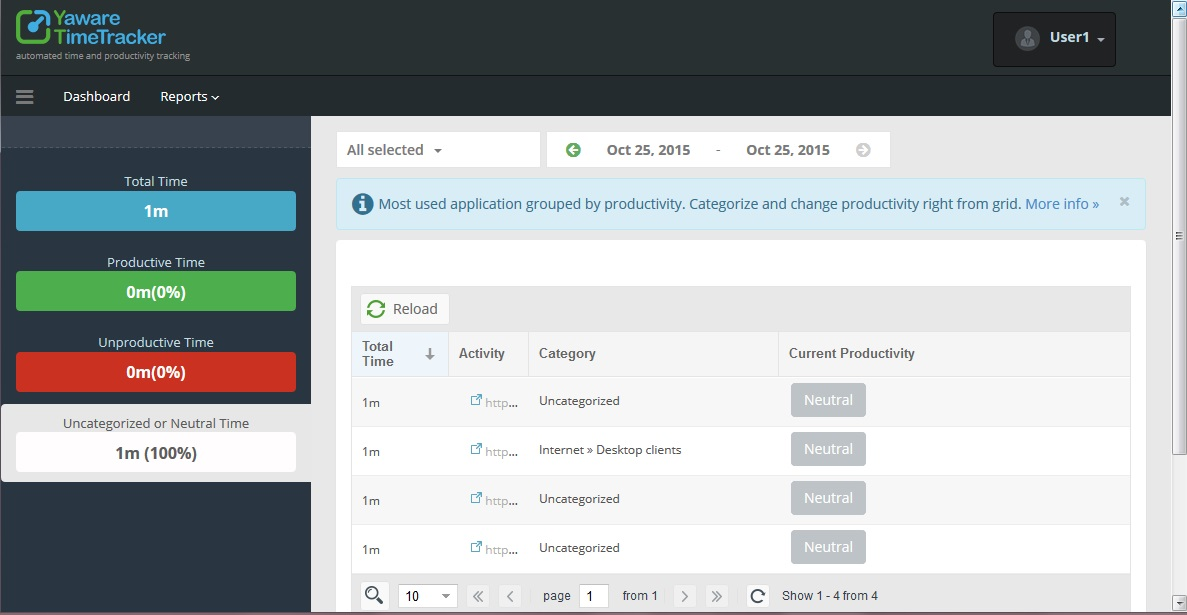 Yaware
TimeTracker
automated time and productivity tracking
User1
Dashboard Reports
Total Time
1m
Productive Time
0m(0%)
Unproductive Time
0m(0%)
Uncategorized or Neutral Time
1m (100%)
All selected Oct 25, 2015 - Oct 25, 2015
Most used application grouped by productivity. Categorize and change productivity right from grid. More info »
Reload
Total Time Activity Category Current Productivity
1m http... Uncategorized Neutral
1m http... Internet » Desktop clients Neutral
1m http... Uncategorized Neutral
1m http... Uncategorized Neutral
10 page 1 from 1 Show 1 - 4 from 4